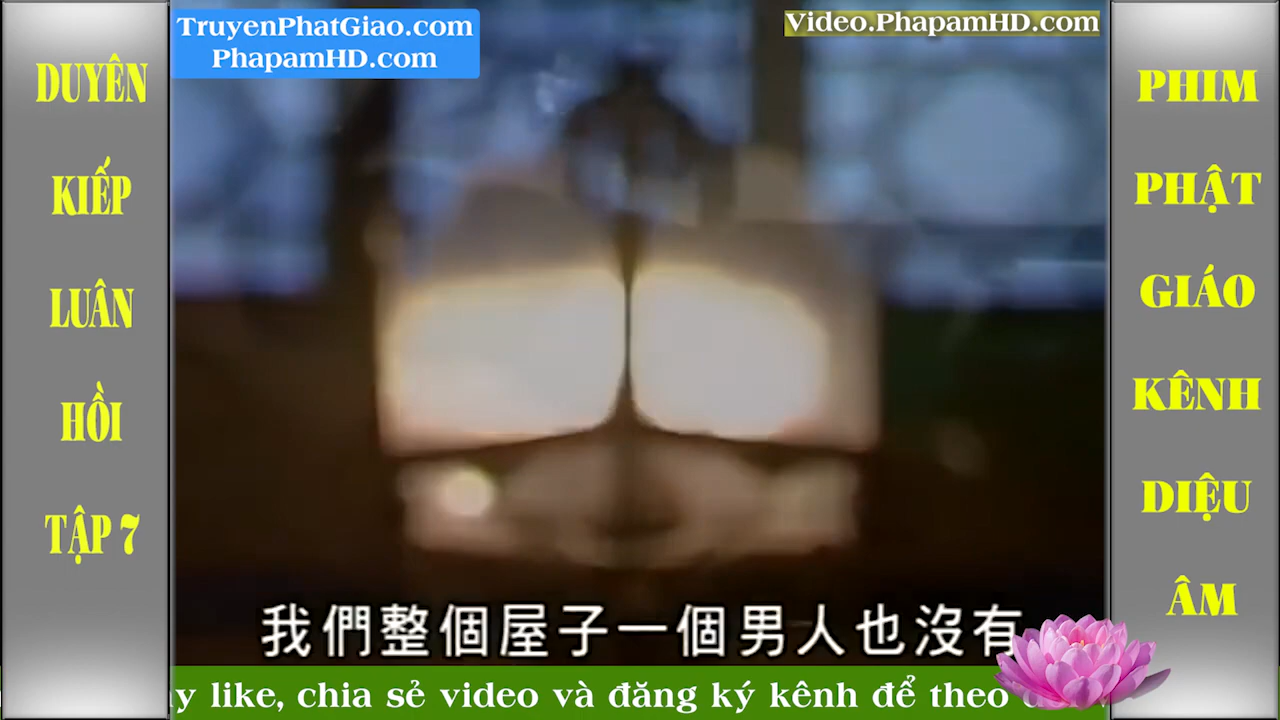 TruyenPhatGiao.com
PhapamHD.com
Video.PhapamHD.com
DUYÊN
KIẾP
LUÂN
HỒI
TẬP 7
PHIM
PHẬT
GIÁO
KÊNH
DIỆU
ÂM
我們整個屋子一個男人也沒有
like, chia sẻ video và đăng ký kênh để theo